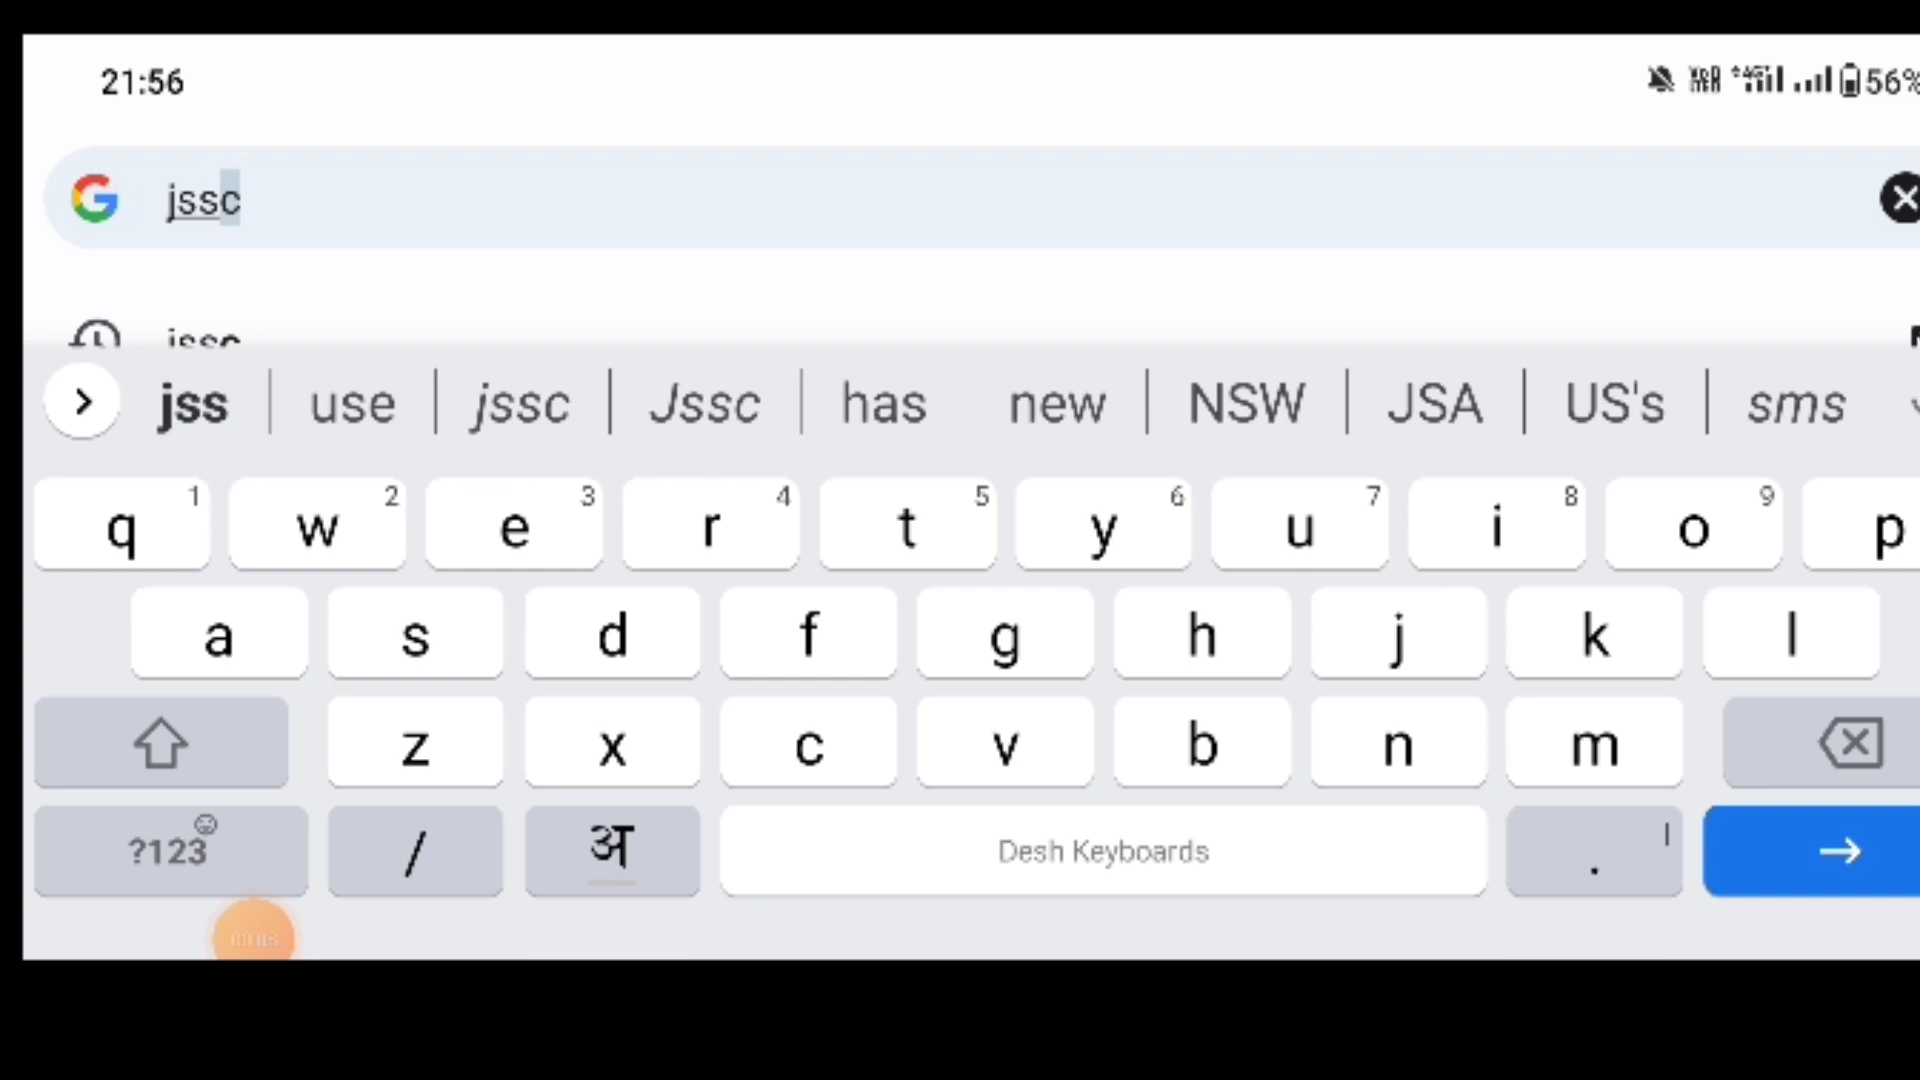 21:56 56%
jssc
jssc
jss use jssc Jssc has new NSW JSA US's sms
1 2 3 4 5 6 7 8 9
q w e r t y u i o p
a s d f g h j k l
z x c v b n m
?123 / अ Desh Keyboards .